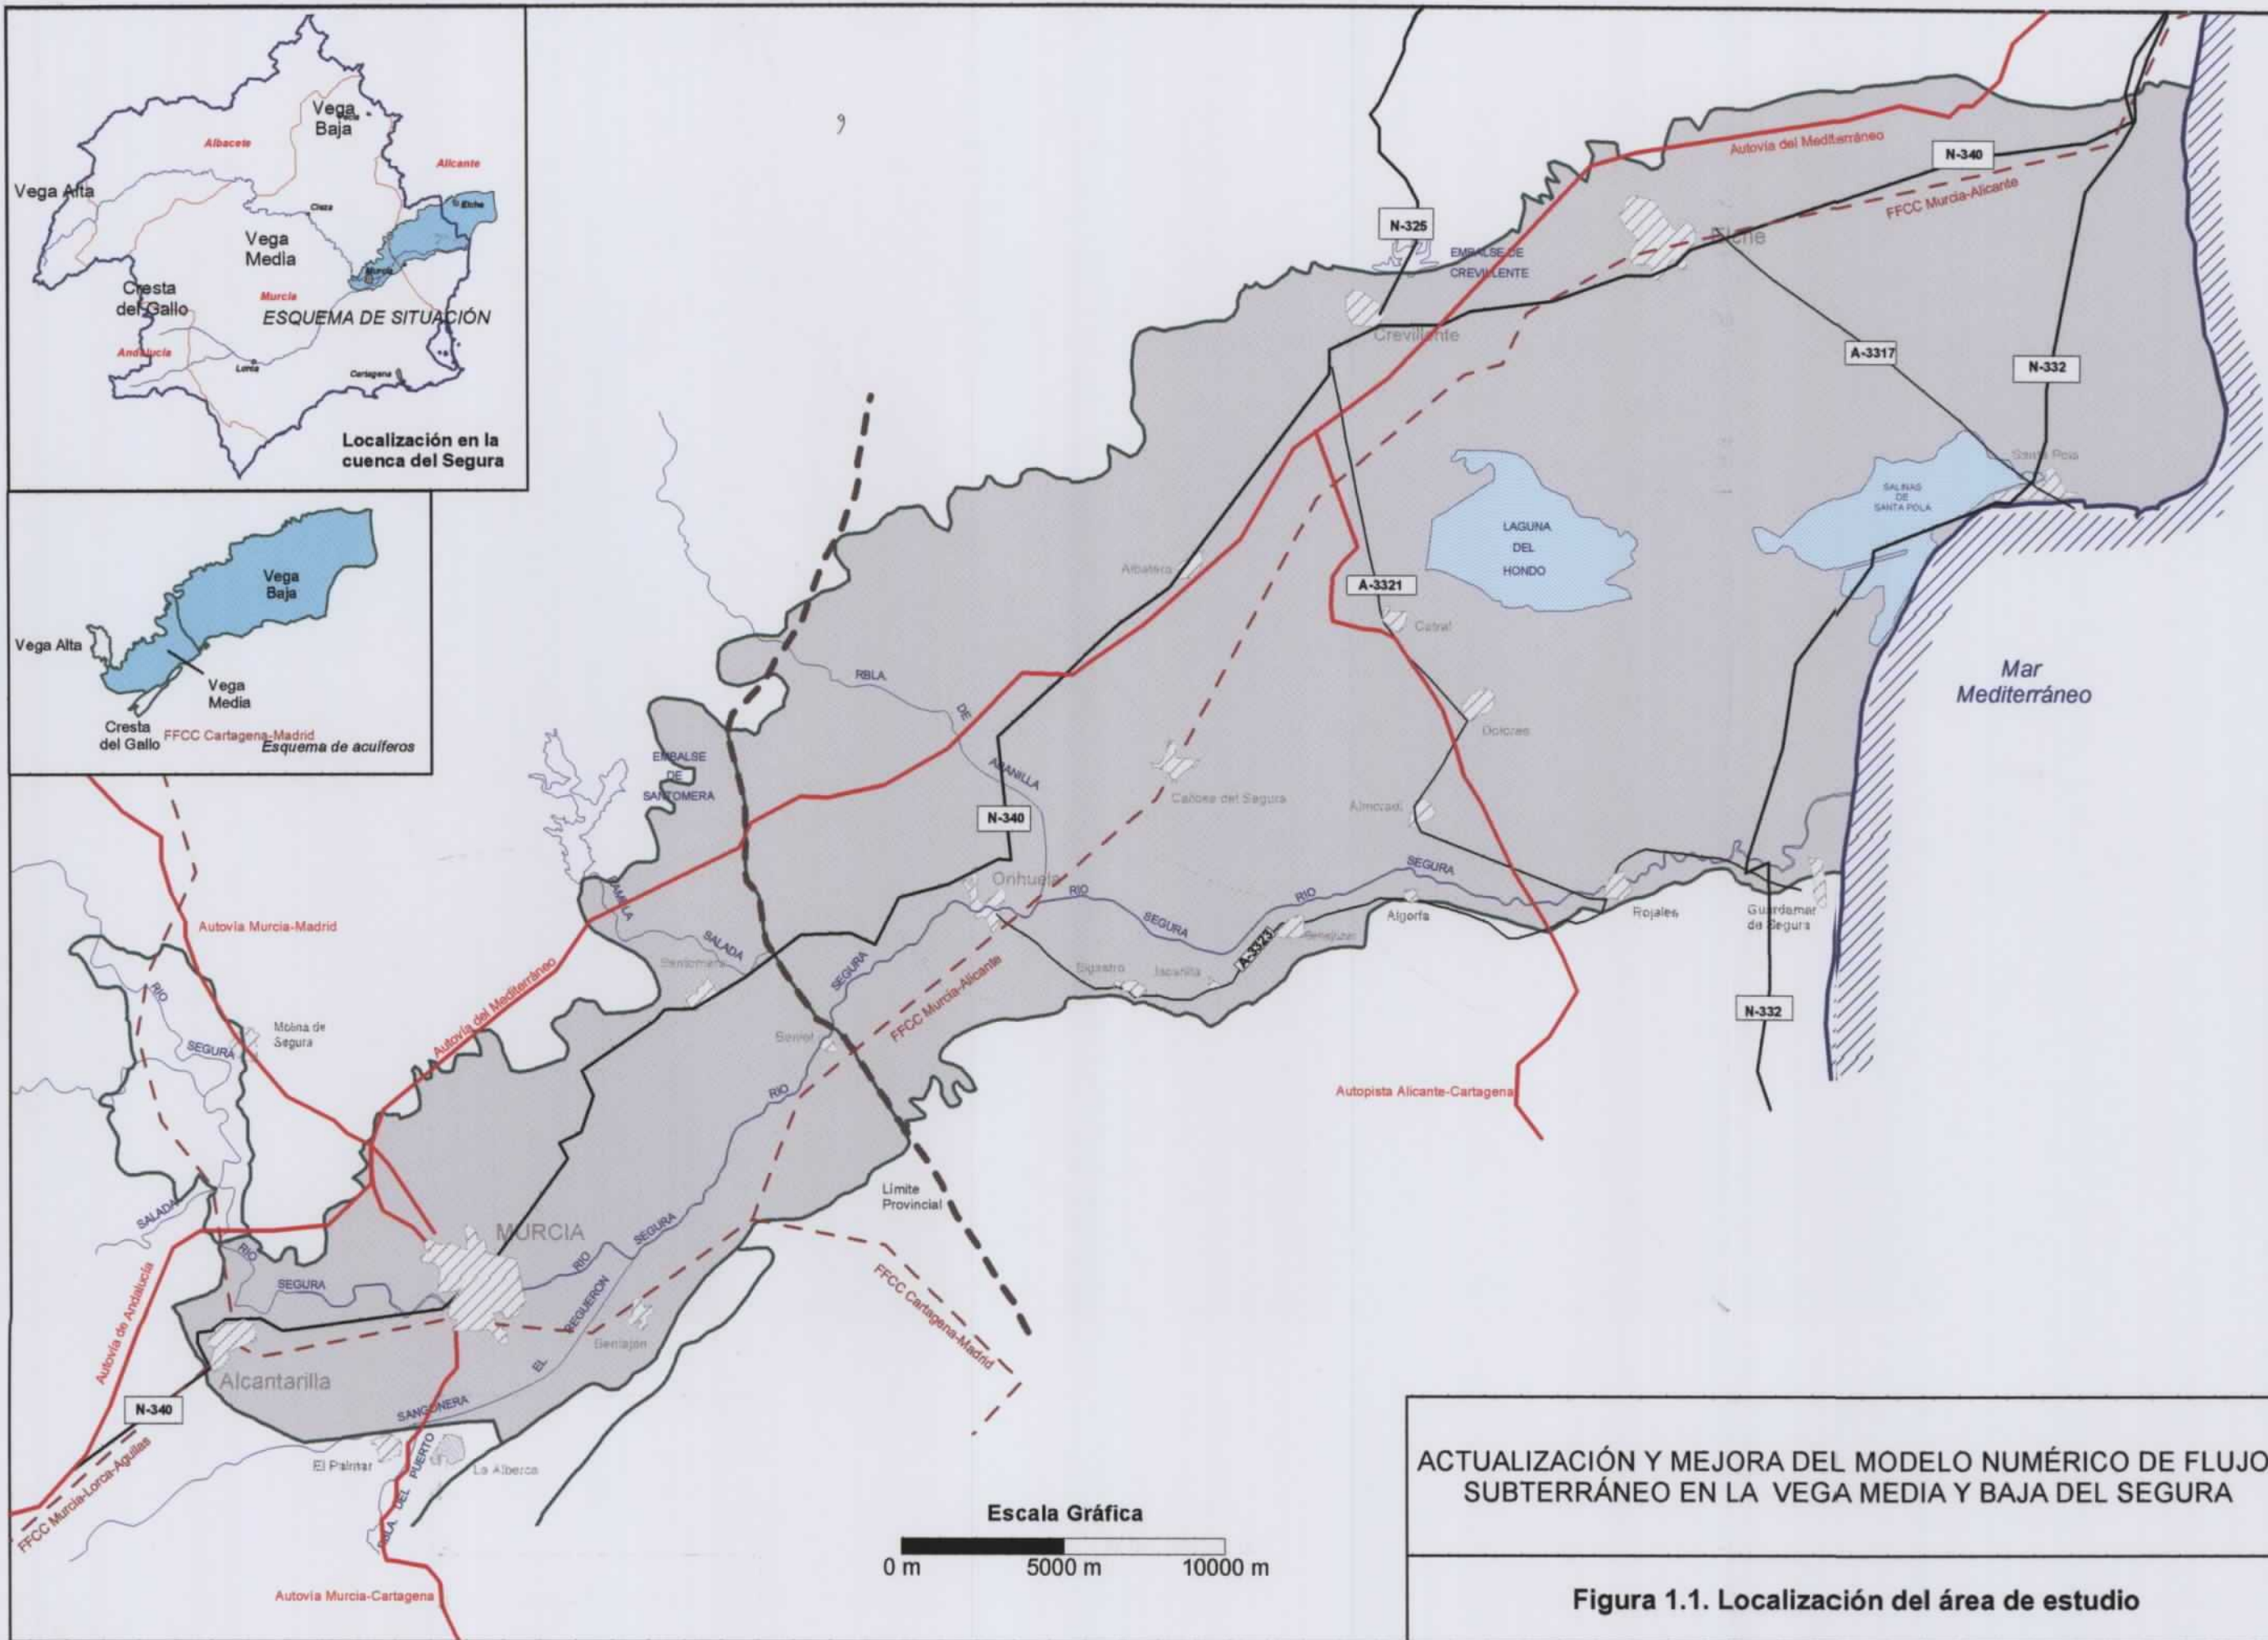 Vega
Baja
Yecla
Albacete
Alicante
Vega Alta
Elche
Cieza
Vega
Media
Murcia
Cresta
del Gallo
Murcia
ESQUEMA DE SITUACIÓN
Andalucía
Lorca
Cartagena
Localización en la
cuenca del Segura
Vega
Baja
Vega Alta
Vega
Media
Cresta
del Gallo
FFCC Cartagena-Madrid
Esquema de acuíferos
Autovía del Mediterráneo
N-340
FFCC Murcia-Alicante
N-325
EMBALSE DE
CREVILLENTE
Elche
Crevillente
A-3317
N-332
Santa Pola
SALINAS
DE
SANTA POLA
LAGUNA
DEL
HONDO
Albatera
A-3321
Catral
Mar
Mediterráneo
RBLA.
DE
ABANILLA
Dolores
EMBALSE
DE
SANTOMERA
Callosa del Segura
Almoradí
N-340
Orihuela
RIO
SEGURA
RIO
SEGURA
Algorfa
Rojales
Guardamar
de Segura
Benejúzar
A-3323
Bigastro
Jacarilla
N-332
RAMBLA
SALADA
Santomera
SEGURA
FFCC Murcia-Alicante
Autovía Murcia-Madrid
Autovía del Mediterráneo
RIO
SEGURA
Molina de
Segura
Beniel
RIO
Autopista Alicante-Cartagena
Límite
Provincial
SALADA
MURCIA
RIO
SEGURA
RIO
SEGURA
REGUERON
EL
Beniaján
FFCC Cartagena-Madrid
Autovía de Andalucía
Alcantarilla
N-340
SANGONERA
FFCC Murcia-Lorca-Aguilas
El Palmar
RBLA. DEL PUERTO
La Alberca
Autovía Murcia-Cartagena
Escala Gráfica
0 m 5000 m 10000 m
ACTUALIZACIÓN Y MEJORA DEL MODELO NUMÉRICO DE FLUJO
SUBTERRÁNEO EN LA VEGA MEDIA Y BAJA DEL SEGURA
Figura 1.1. Localización del área de estudio